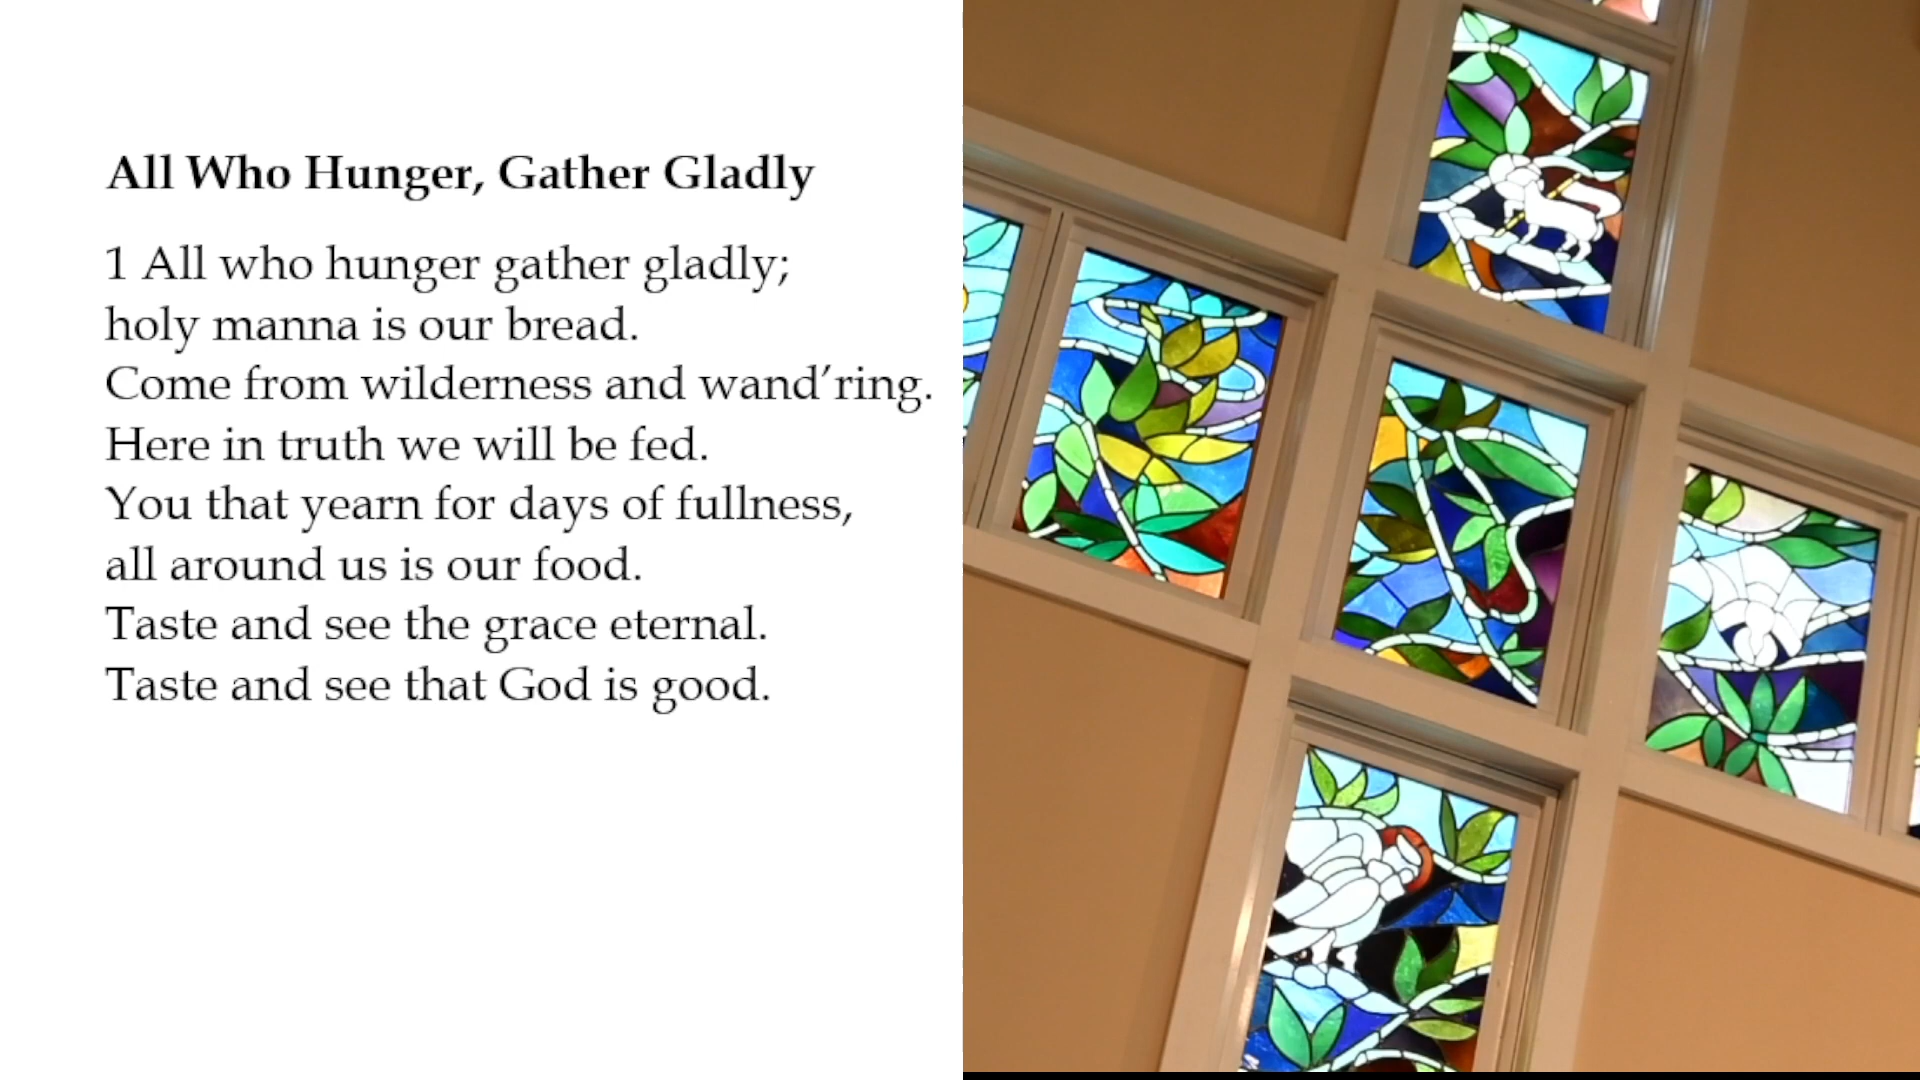 All Who Hunger, Gather Gladly
1 All who hunger gather gladly;
holy manna is our bread.
Come from wilderness and wand’ring.
Here in truth we will be fed.
You that yearn for days of fullness,
all around us is our food.
Taste and see the grace eternal.
Taste and see that God is good.